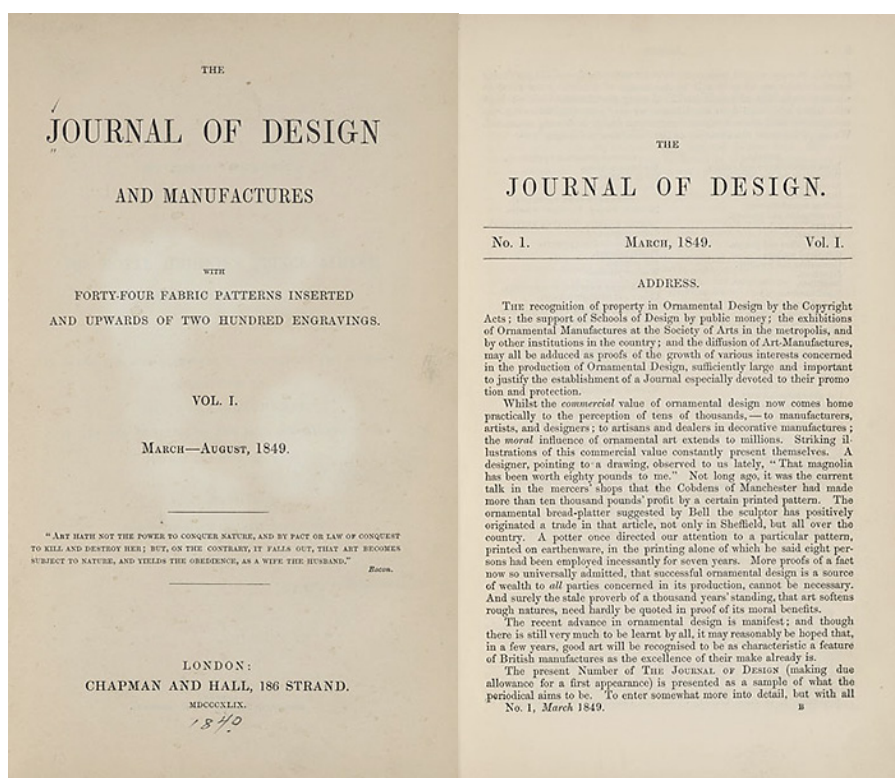 THE
JOURNAL OF DESIGN
AND MANUFACTURES
WITH
FORTY-FOUR FABRIC PATTERNS INSERTED
AND UPWARDS OF TWO HUNDRED ENGRAVINGS.
VOL. I.
MARCH—AUGUST, 1849.
"ART HATH NOT THE POWER TO CONQUER NATURE, AND BY PACT OR LAW OF CONQUEST
TO KILL AND DESTROY HER; BUT, ON THE CONTRARY, IT FALLS OUT, THAT ART BECOMES
SUBJECT TO NATURE, AND YIELDS THE OBEDIENCE, AS A WIFE THE HUSBAND."
Bacon.
LONDON:
CHAPMAN AND HALL, 186 STRAND.
MDCCCXLIX.
1849
THE
JOURNAL OF DESIGN.
No. 1. MARCH, 1849. Vol. I.
ADDRESS.
THE recognition of property in Ornamental Design by the Copyright
Acts; the support of Schools of Design by public money; the exhibitions
of Ornamental Manufactures at the Society of Arts in the metropolis, and
by other institutions in the country; and the diffusion of Art-Manufactures,
may all be adduced as proofs of the growth of various interests concerned
in the production of Ornamental Design, sufficiently large and important
to justify the establishment of a Journal especially devoted to their promo
tion and protection.
Whilst the commercial value of ornamental design now comes home
practically to the perception of tens of thousands,—to manufacturers,
artists, and designers; to artisans and dealers in decorative manufactures;
the moral influence of ornamental art extends to millions. Striking il-
lustrations of this commercial value constantly present themselves. A
designer, pointing to a drawing, observed to us lately, "That magnolia
has been worth eighty pounds to me." Not long ago, it was the current
talk in the mercers' shops that the Cobdens of Manchester had made
more than ten thousand pounds' profit by a certain printed pattern. The
ornamental bread-platter suggested by Bell the sculptor has positively
originated a trade in that article, not only in Sheffield, but all over the
country. A potter once directed our attention to a particular pattern,
printed on earthenware, in the printing alone of which he said eight per-
sons had been employed incessantly for seven years. More proofs of a fact
now so universally admitted, that successful ornamental design is a source
of wealth to all parties concerned in its production, cannot be necessary.
And surely the stale proverb of a thousand years' standing, that art softens
rough natures, need hardly be quoted in proof of its moral benefits.
The recent advance in ornamental design is manifest; and though
there is still very much to be learnt by all, it may reasonably be hoped that,
in a few years, good art will be recognised to be as characteristic a feature
of British manufactures as the excellence of their make already is.
The present Number of THE JOURNAL OF DESIGN (making due
allowance for a first appearance) is presented as a sample of what the
periodical aims to be. To enter somewhat more into detail, but with all
No. 1, March 1849. B